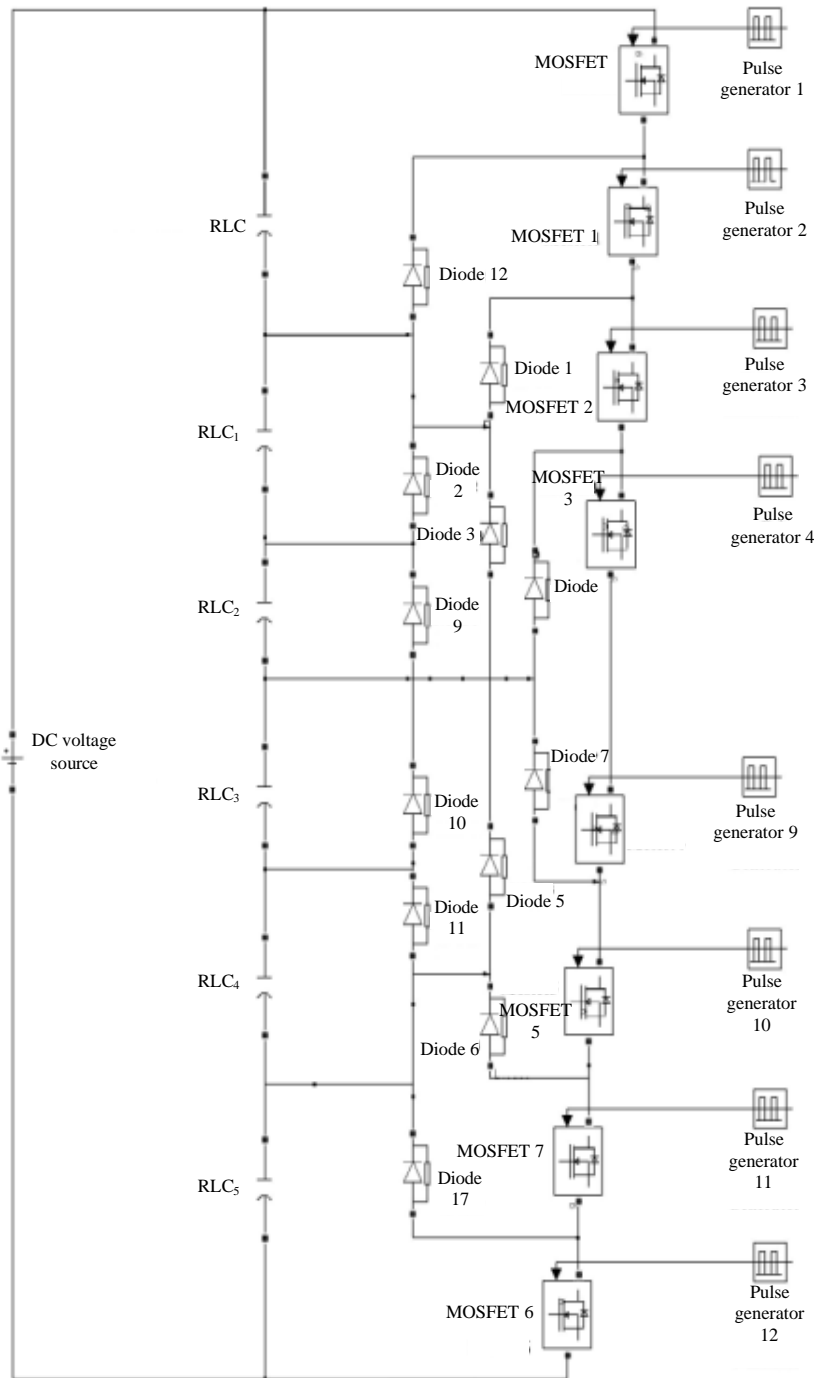 MOSFET
Pulse
generator 1
RLC
MOSFET 1
Pulse
generator 2
Diode 12
Diode 1
MOSFET 2
Pulse
generator 3
RLC1
Diode
2
MOSFET
3
Diode 3
Pulse
generator 4
RLC2
Diode
9
Diode
DC voltage
source
+
Diode 7
RLC3
Diode
10
Pulse
generator 9
Diode
11
Diode 5
RLC4
MOSFET
5
Pulse
generator
10
Diode 6
MOSFET 7
Pulse
generator
11
RLC5
Diode
17
MOSFET 6
Pulse
generator
12